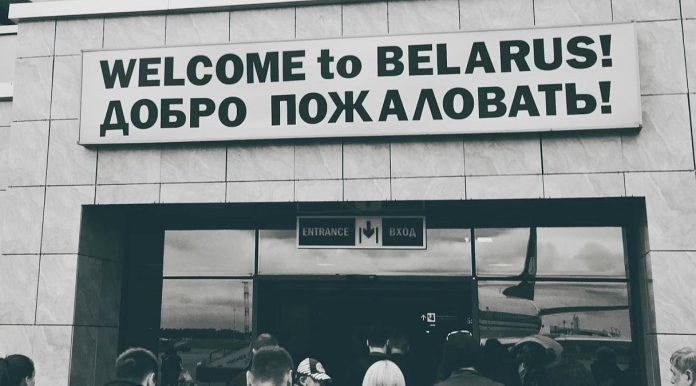 WELCOME to BELARUS!
ДОБРО ПОЖАЛОВАТЬ!
ENTRANCE ВХОД